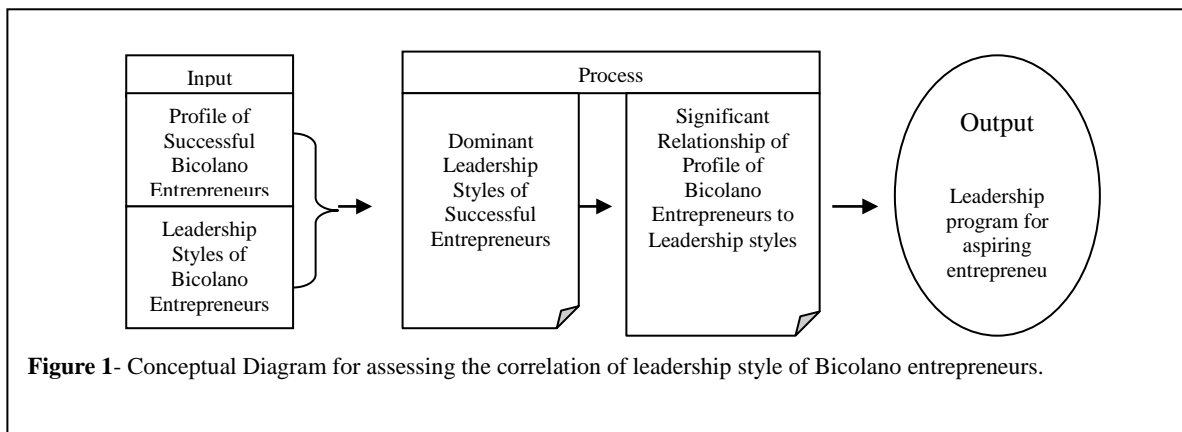 Input
Profile of
Successful
Bicolano
Entrepreneurs
Leadership
Styles of
Bicolano
Entrepreneurs
Process
Dominant
Leadership
Styles of
Successful
Entrepreneurs
Significant
Relationship of
Profile of
Bicolano
Entrepreneurs to
Leadership styles
Output
Leadership
program for
aspiring
entrepreneu
Figure 1- Conceptual Diagram for assessing the correlation of leadership style of Bicolano entrepreneurs.